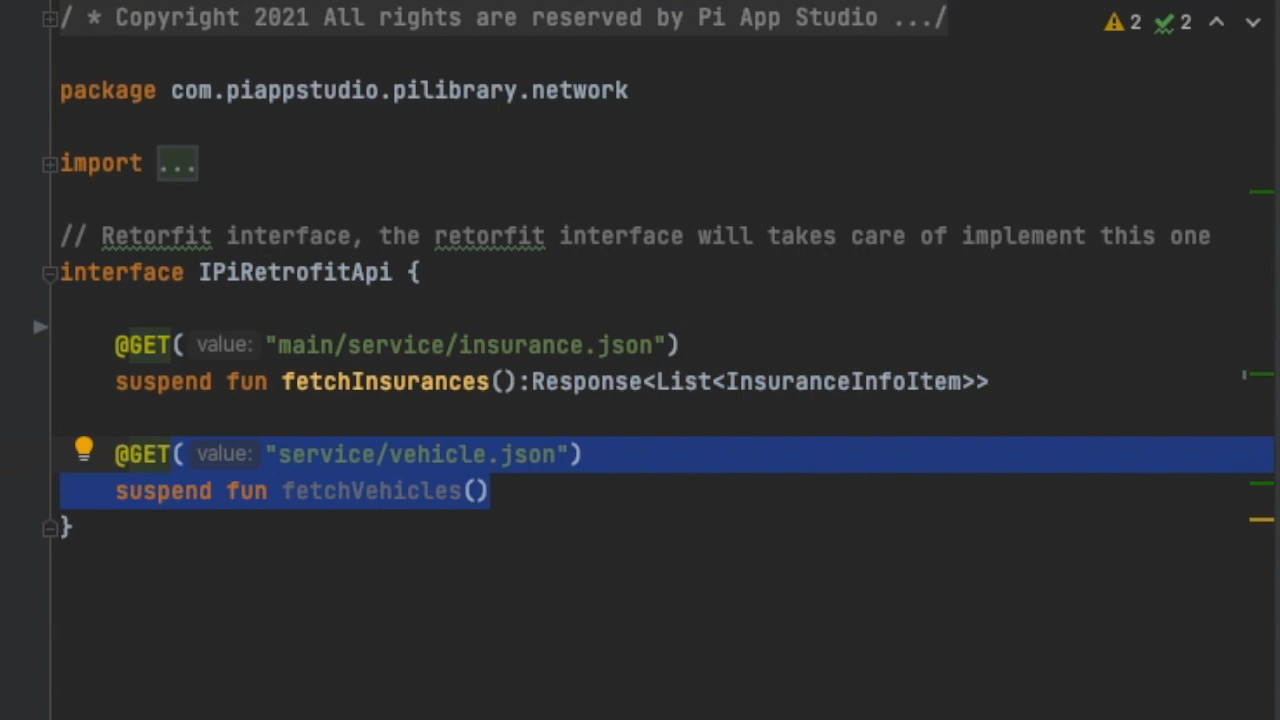 / * Copyright 2021 All rights are reserved by Pi App Studio .../
2 2
package com.piappstudio.pilibrary.network
import ...
// Retorfit interface, the retorfit interface will takes care of implement this one
interface IPiRetrofitApi {
@GET( value: "main/service/insurance.json")
suspend fun fetchInsurances():Response<List<InsuranceInfoItem>>
@GET( value: "service/vehicle.json")
suspend fun fetchVehicles()
}